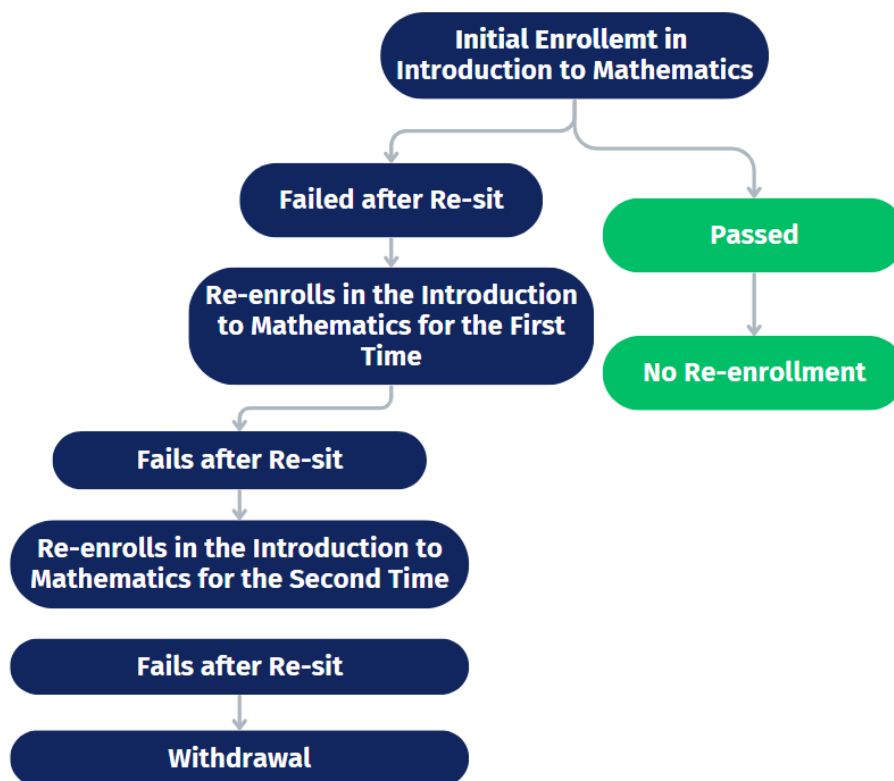 Initial Enrollemt in
Introduction to Mathematics
Failed after Re-sit
Passed
Re-enrolls in the Introduction
to Mathematics for the First
Time
No Re-enrollment
Fails after Re-sit
Re-enrolls in the Introduction to
Mathematics for the Second Time
Fails after Re-sit
Withdrawal